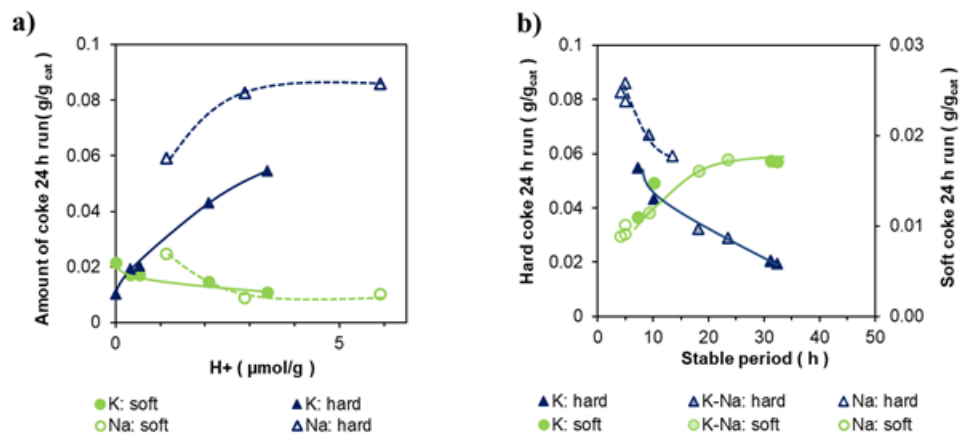 a)
Amount of coke 24 h run( g/g cat )
0.1
0.08
0.06
0.04
0.02
0
0
5
H+ ( μmol/g )
K: soft
K: hard
Na: soft
Na: hard
b)
Hard coke 24 h run ( g/gcat)
0.1
0.08
0.06
0.04
0.02
0
0.03
0.02
0.01
0.00
Soft coke 24 h run ( g/gcat)
0
10
20
30
40
50
Stable period ( h )
K: hard
K-Na: hard
Na: hard
K: soft
K-Na: soft
Na: soft